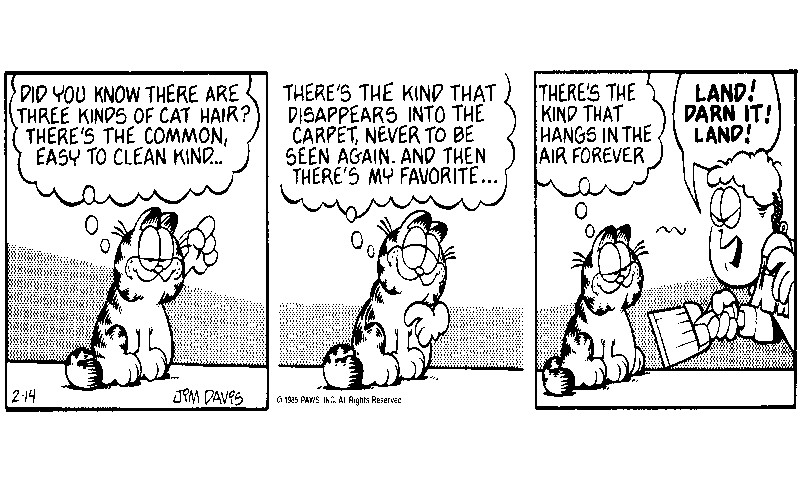 DID YOU KNOW THERE ARE
THREE KINDS OF CAT HAIR?
THERE'S THE COMMON,
EASY TO CLEAN KIND..
2-14
JIM DAVIS
THERE'S THE KIND THAT
DISAPPEARS INTO THE
CARPET, NEVER TO BE
SEEN AGAIN. AND THEN
THERE'S MY FAVORITE...
© 1985 PAWS, INC. All Rights Reserved
THERE'S THE
KIND THAT
HANGS IN THE
AIR FOREVER
LAND!
DARN IT!
LAND!